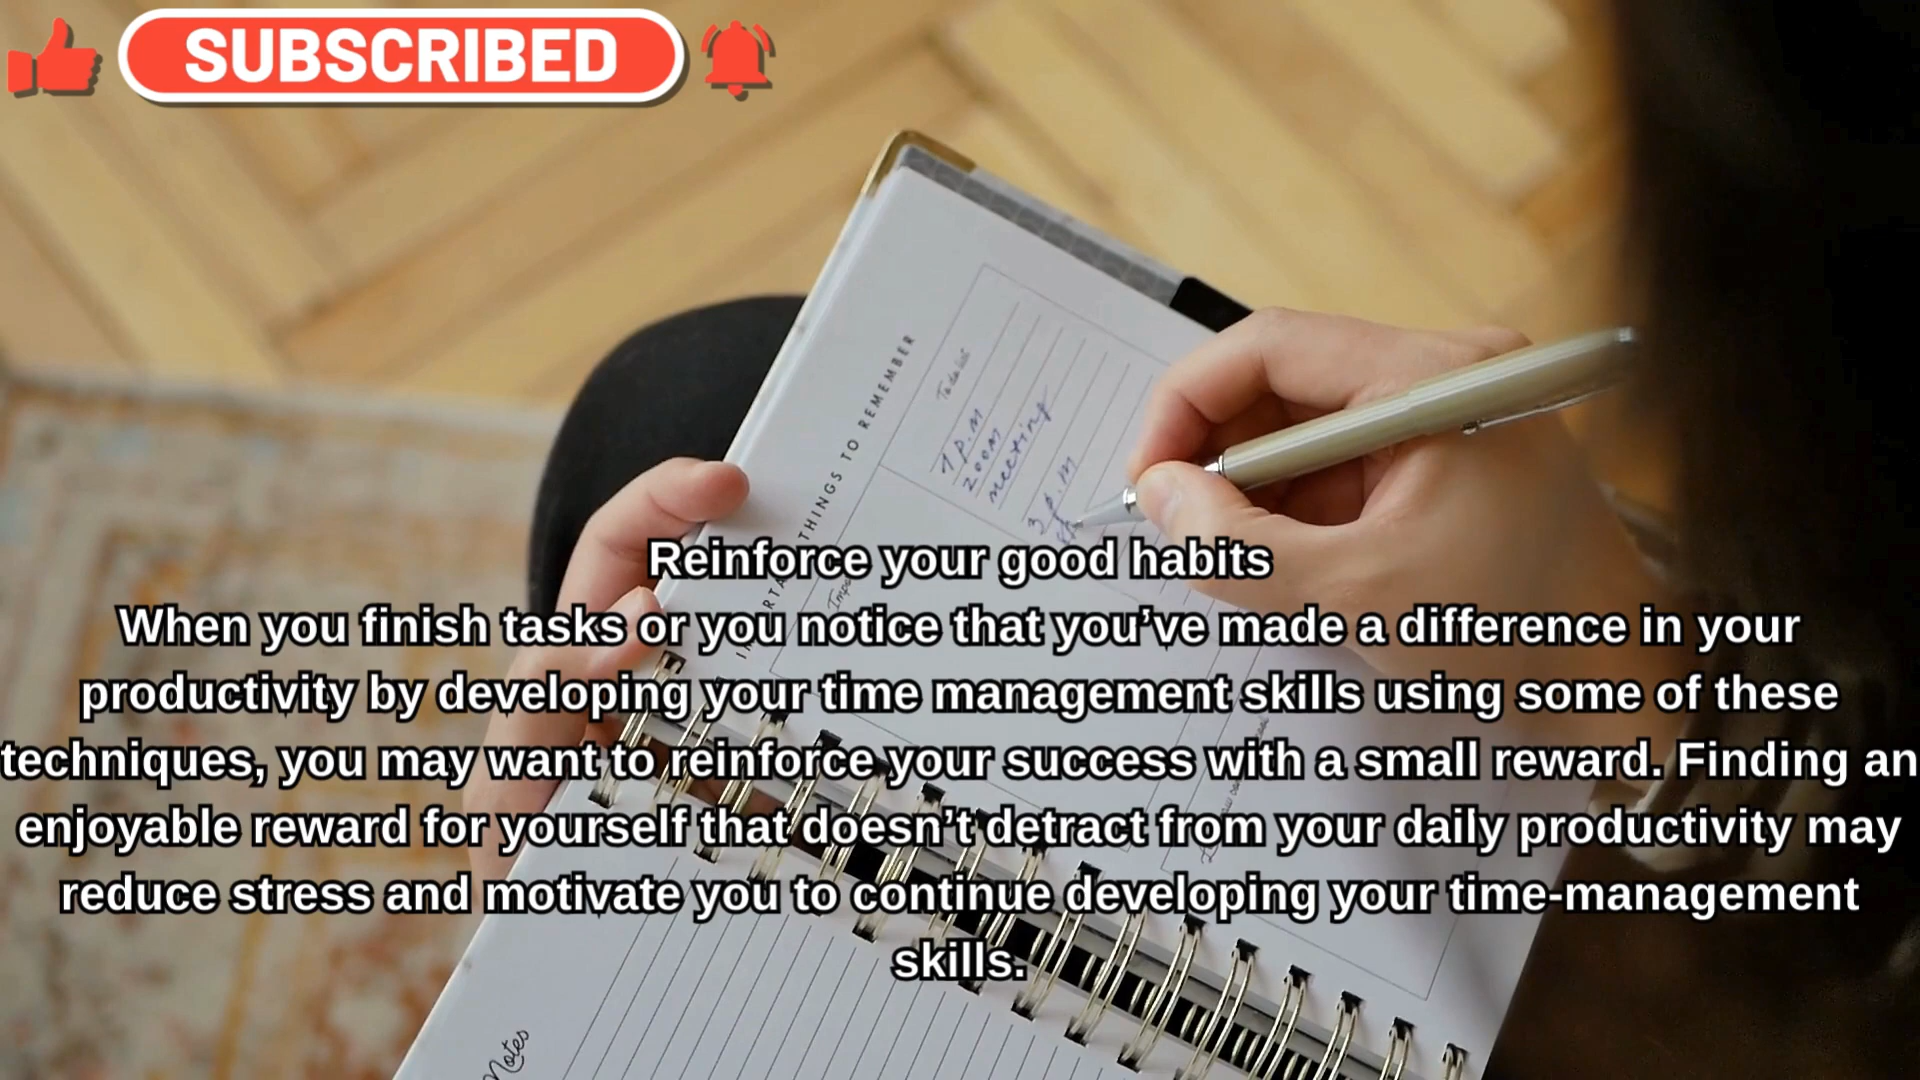 SUBSCRIBED
THINGS TO REMEMBER
To do list
1 p.m
zoom
meeting
3 p.m
Reinforce your good habits
When you finish tasks or you notice that you’ve made a difference in your
productivity by developing your time management skills using some of these
techniques, you may want to reinforce your success with a small reward. Finding an
enjoyable reward for yourself that doesn’t detract from your daily productivity may
reduce stress and motivate you to continue developing your time-management
skills.
Notes